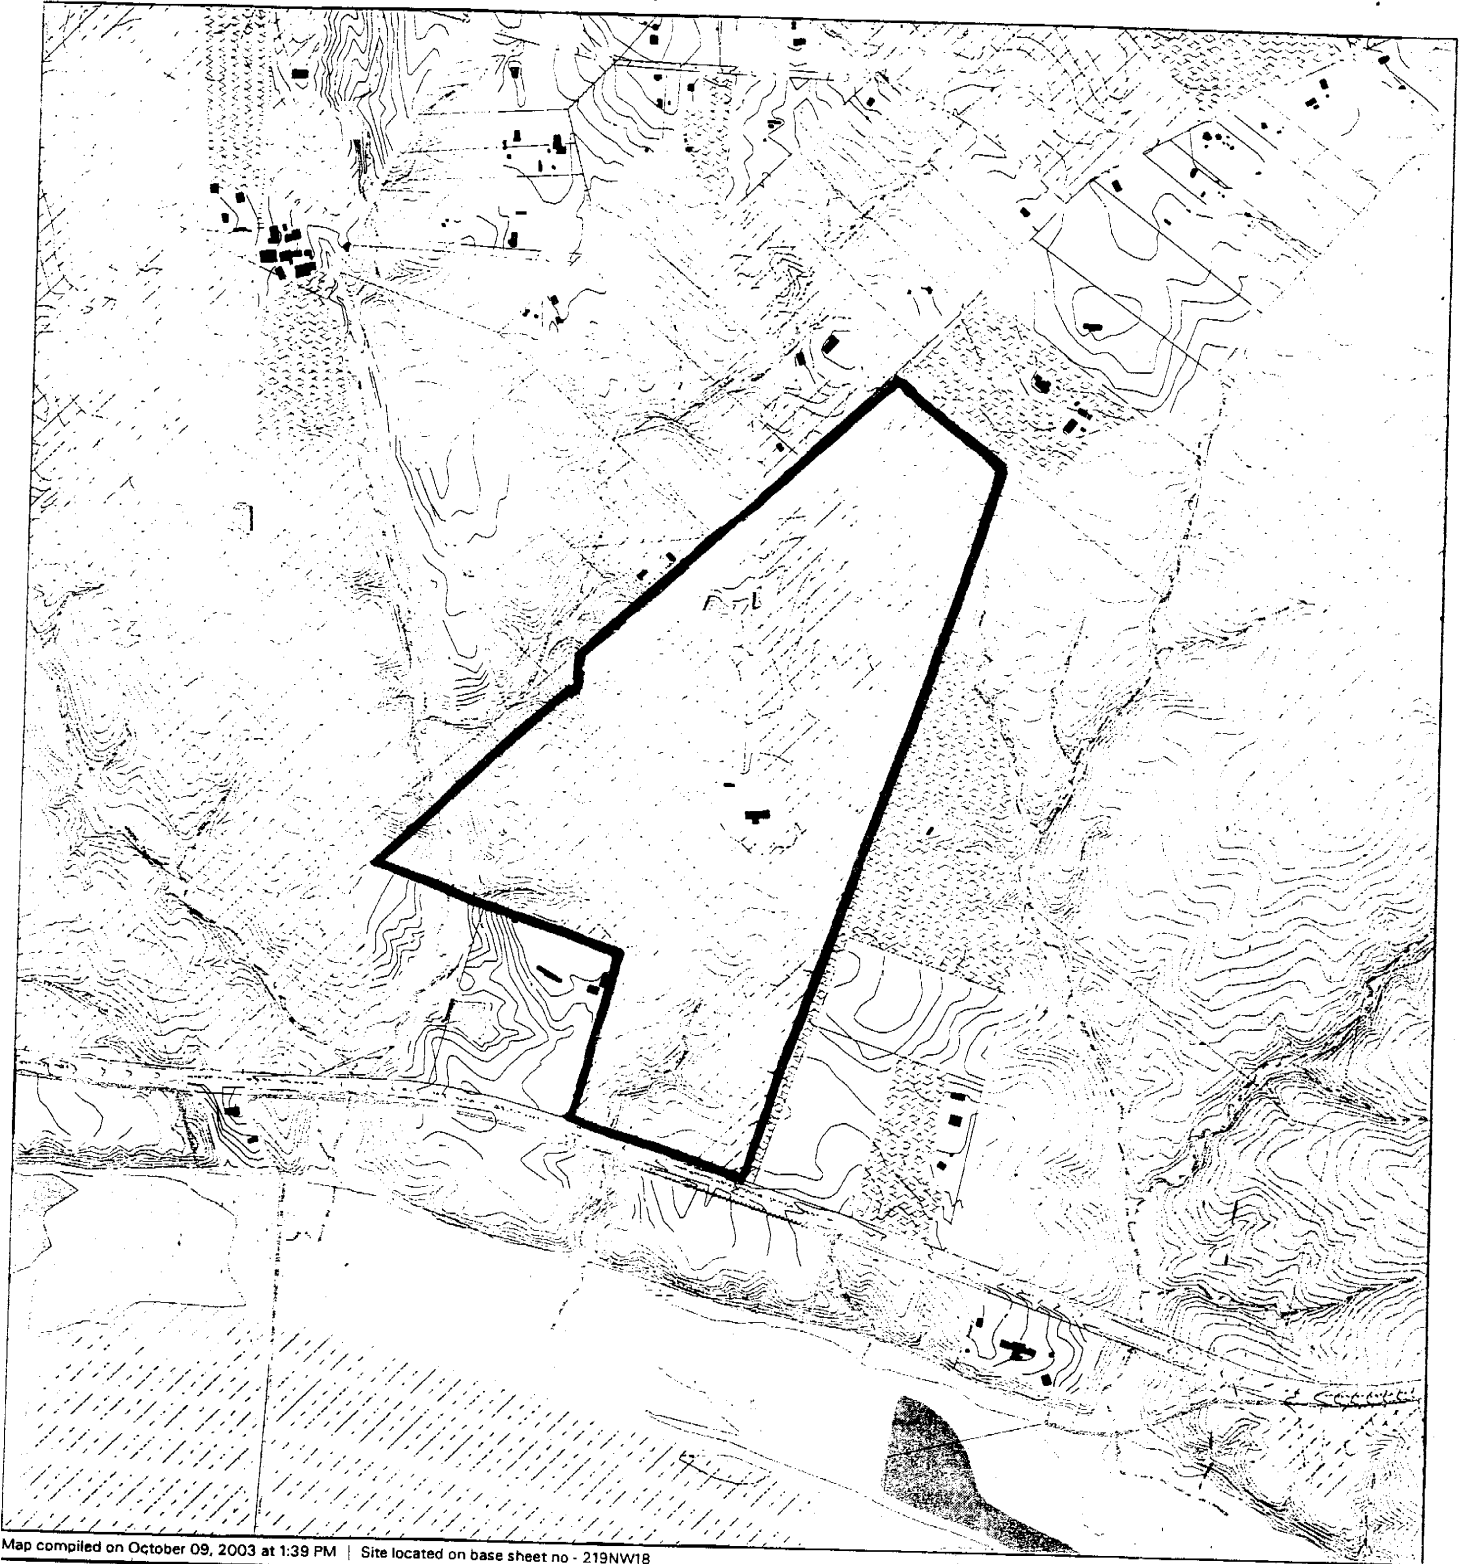 Map compiled on October 09, 2003 at 1:39 PM | Site located on base sheet no - 219NW18